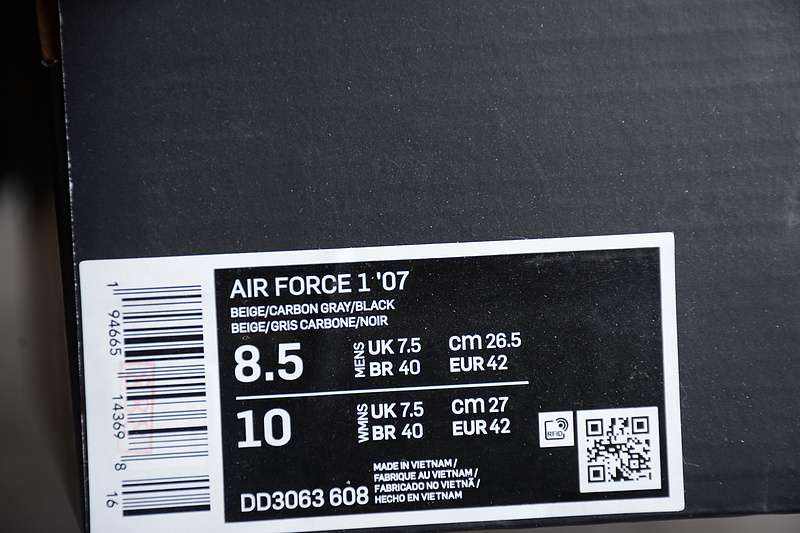 AIR FORCE 1 '07
BEIGE/CARBON GRAY/BLACK
BEIGE/GRIS CARBONE/NOIR
8.5 MENS UK 7.5 cm 26.5
BR 40 EUR 42
10 WMNS UK 7.5 cm 27
BR 40 EUR 42
RFID
MADE IN VIETNAM /
FABRIQUE AU VIETNAM /
FABRICADO NO VIETNÃ /
HECHO EN VIETNAM
DD3063 608
1 94665 14369 8 16